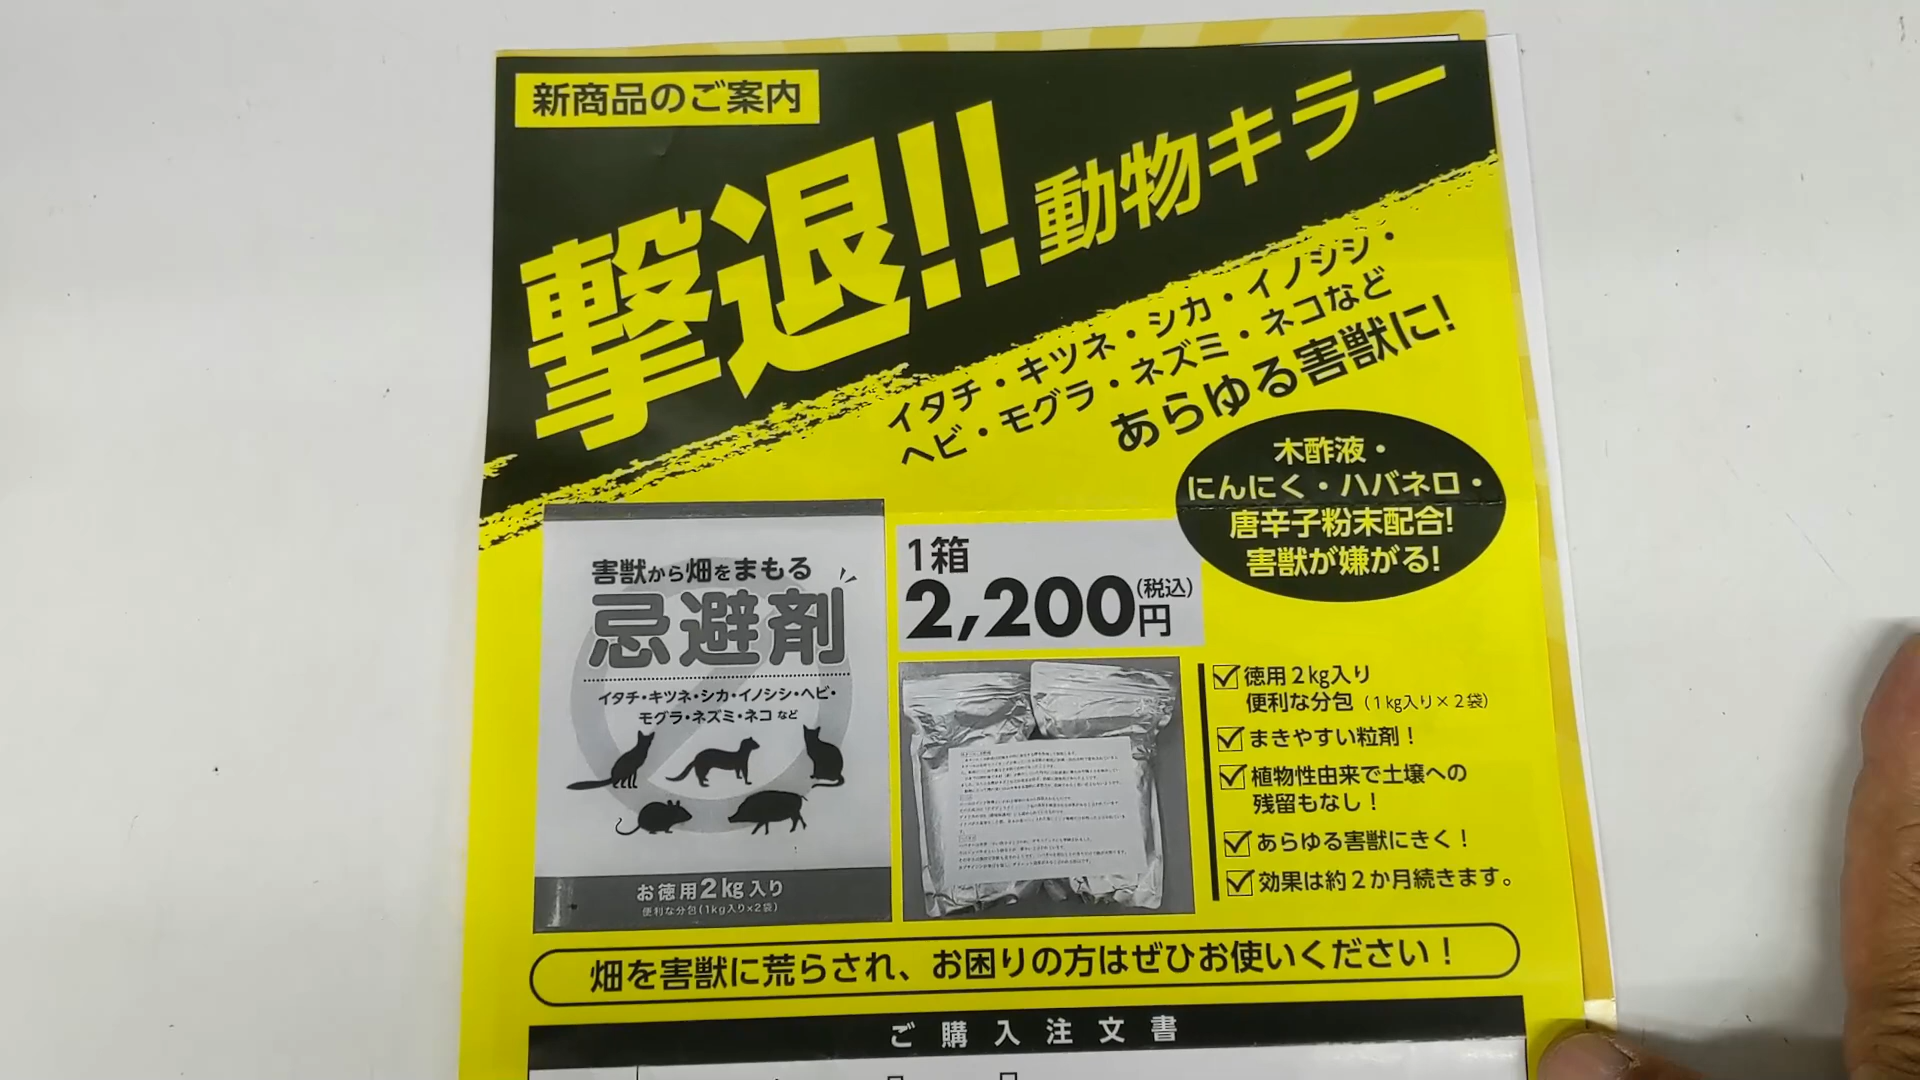 新商品のご案内
撃退!!動物キラー
イタチ・キツネ・シカ・イノシシ・
ヘビ・モグラ・ネズミ・ネコなど
あらゆる害獣に!
木酢液・
にんにく・ハバネロ・
唐辛子粉末配合!
害獣が嫌がる!
害獣から畑をまもる
忌避剤
イタチ・キツネ・シカ・イノシシ・ヘビ・
モグラ・ネズミ・ネコ など
お徳用2kg入り
便利な分包(1kg入り×2袋)
1箱
2,200円(税込)
徳用2kg入り
便利な分包(1kg入り×2袋)
まきやすい粒剤!
植物性由来で土壌への
残留もなし!
あらゆる害獣にきく!
効果は約2か月続きます。
畑を害獣に荒らされ、お困りの方はぜひお使いください!
ご購入注文書